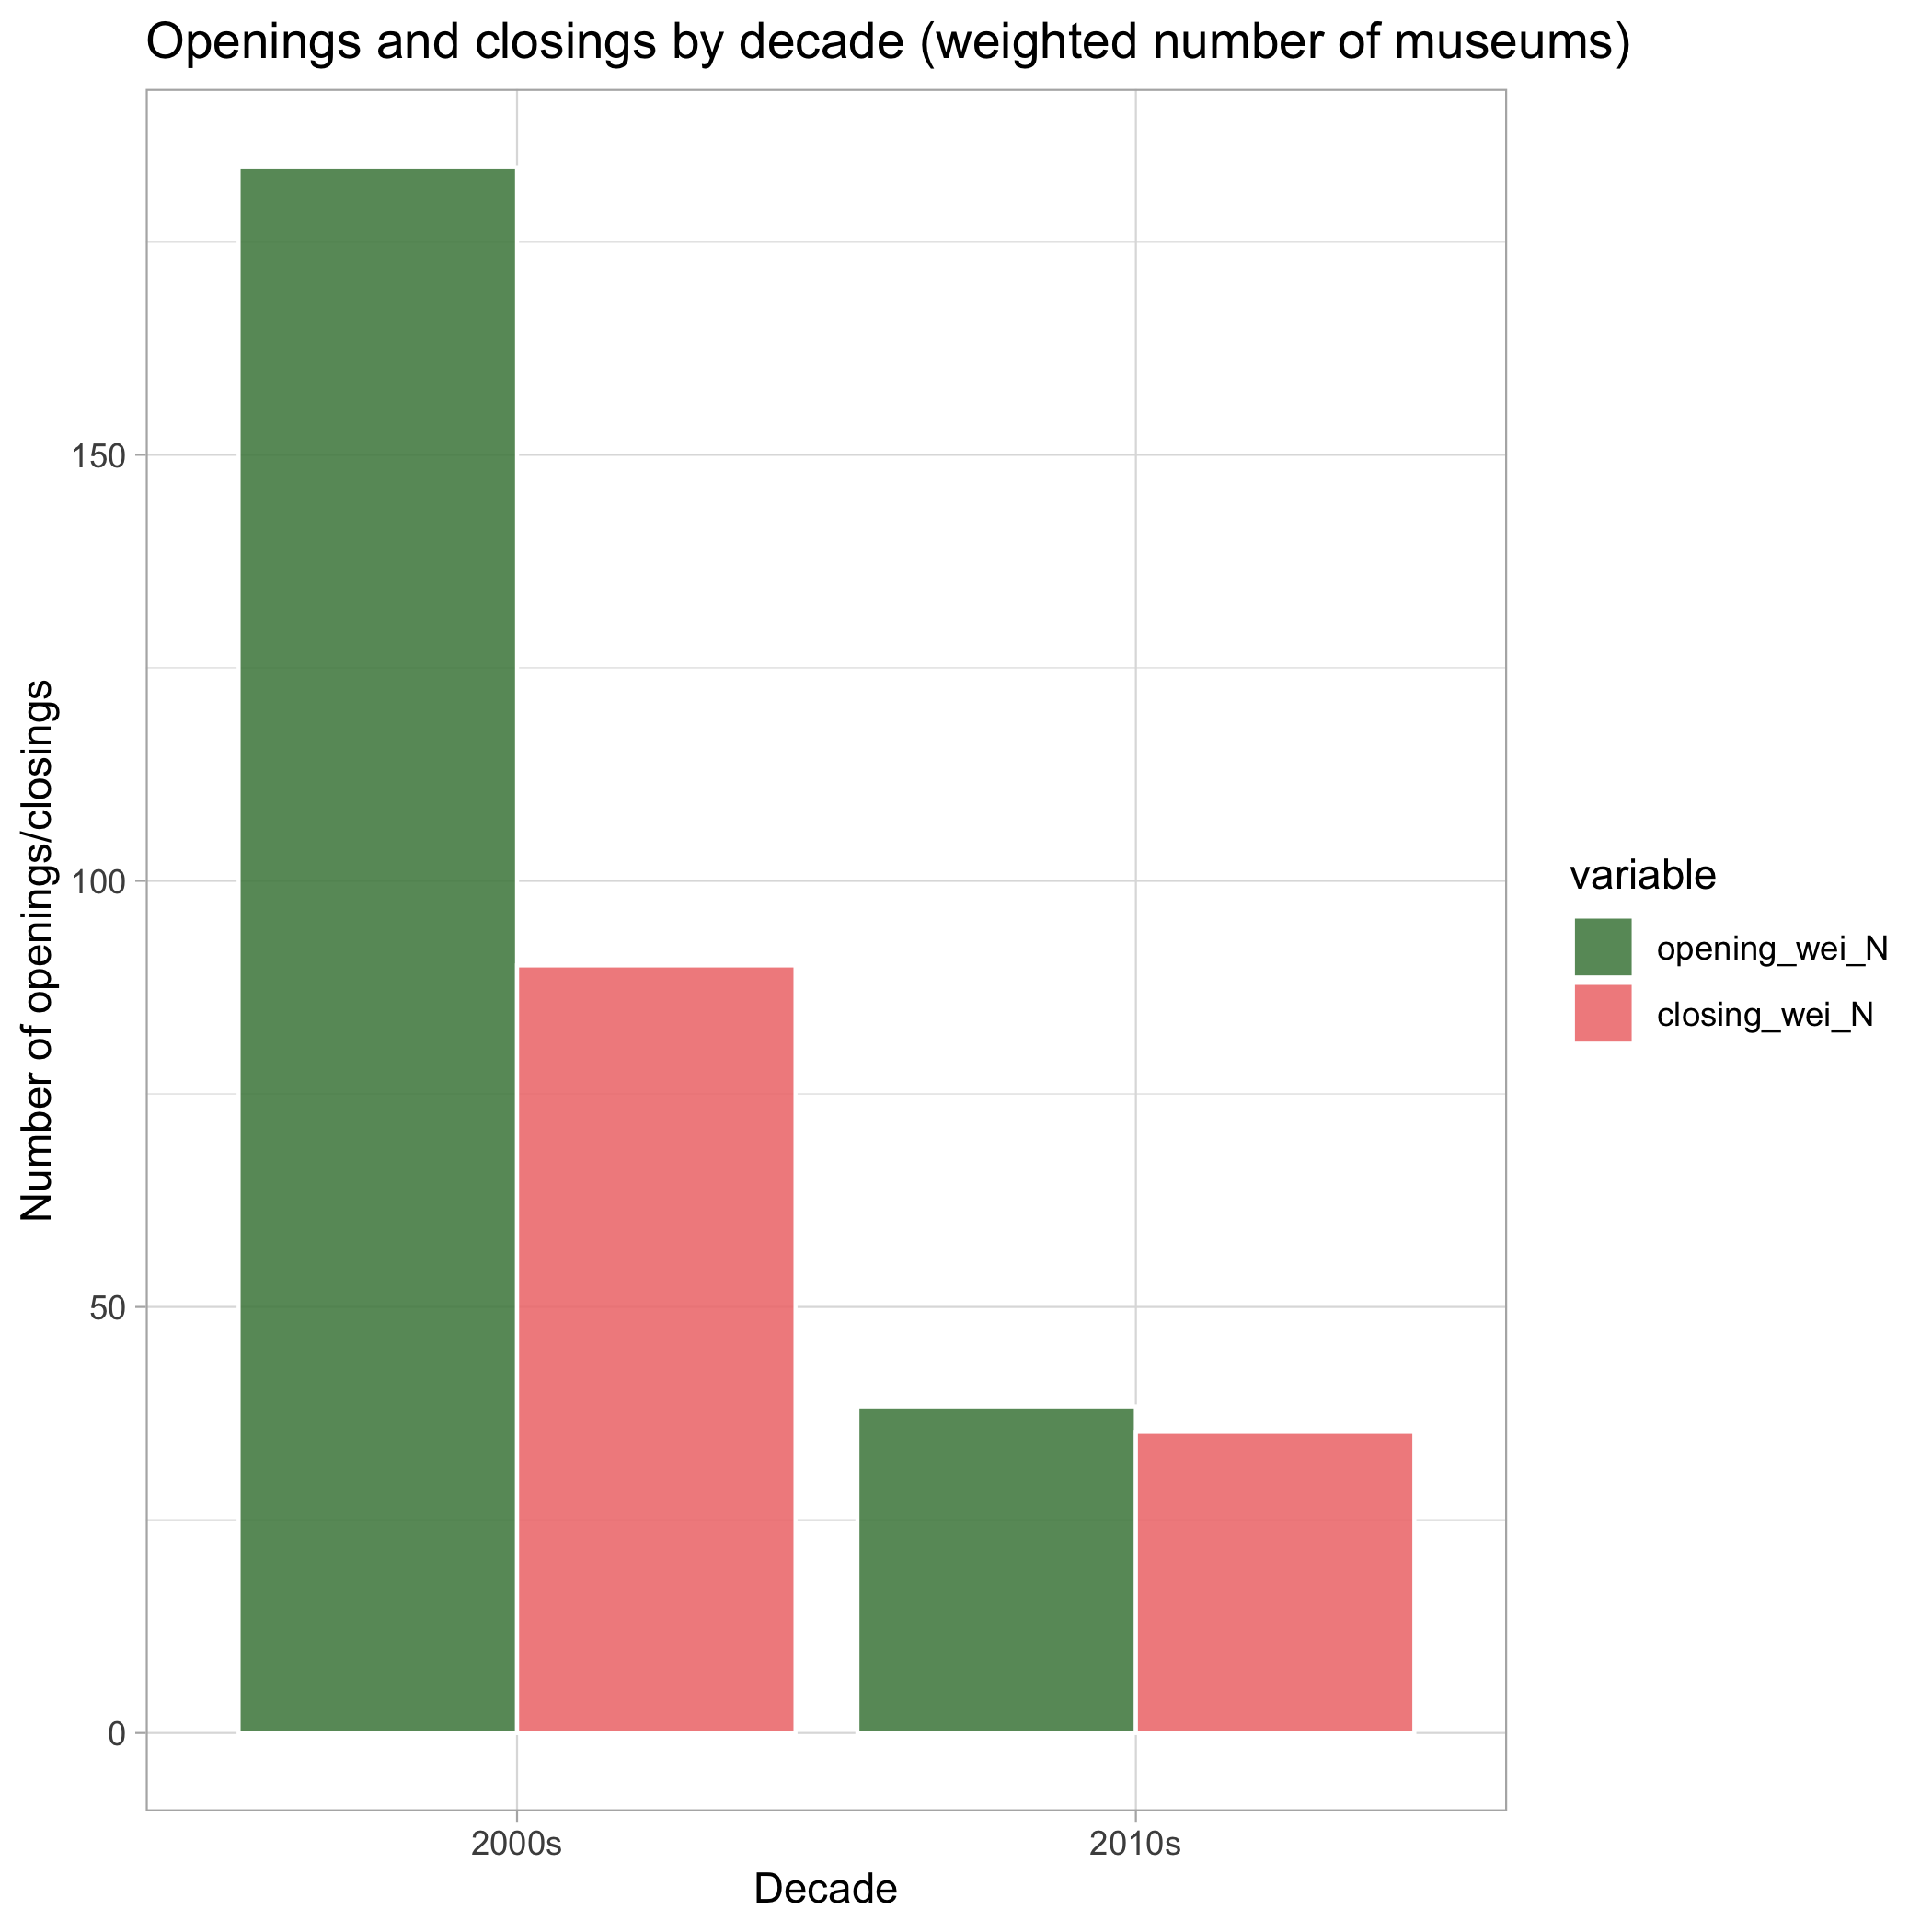 Openings and closings by decade (weighted number of museums)
Number of openings/closings
150
100
50
0
2000s
2010s
Decade
variable
opening_wei_N
closing_wei_N